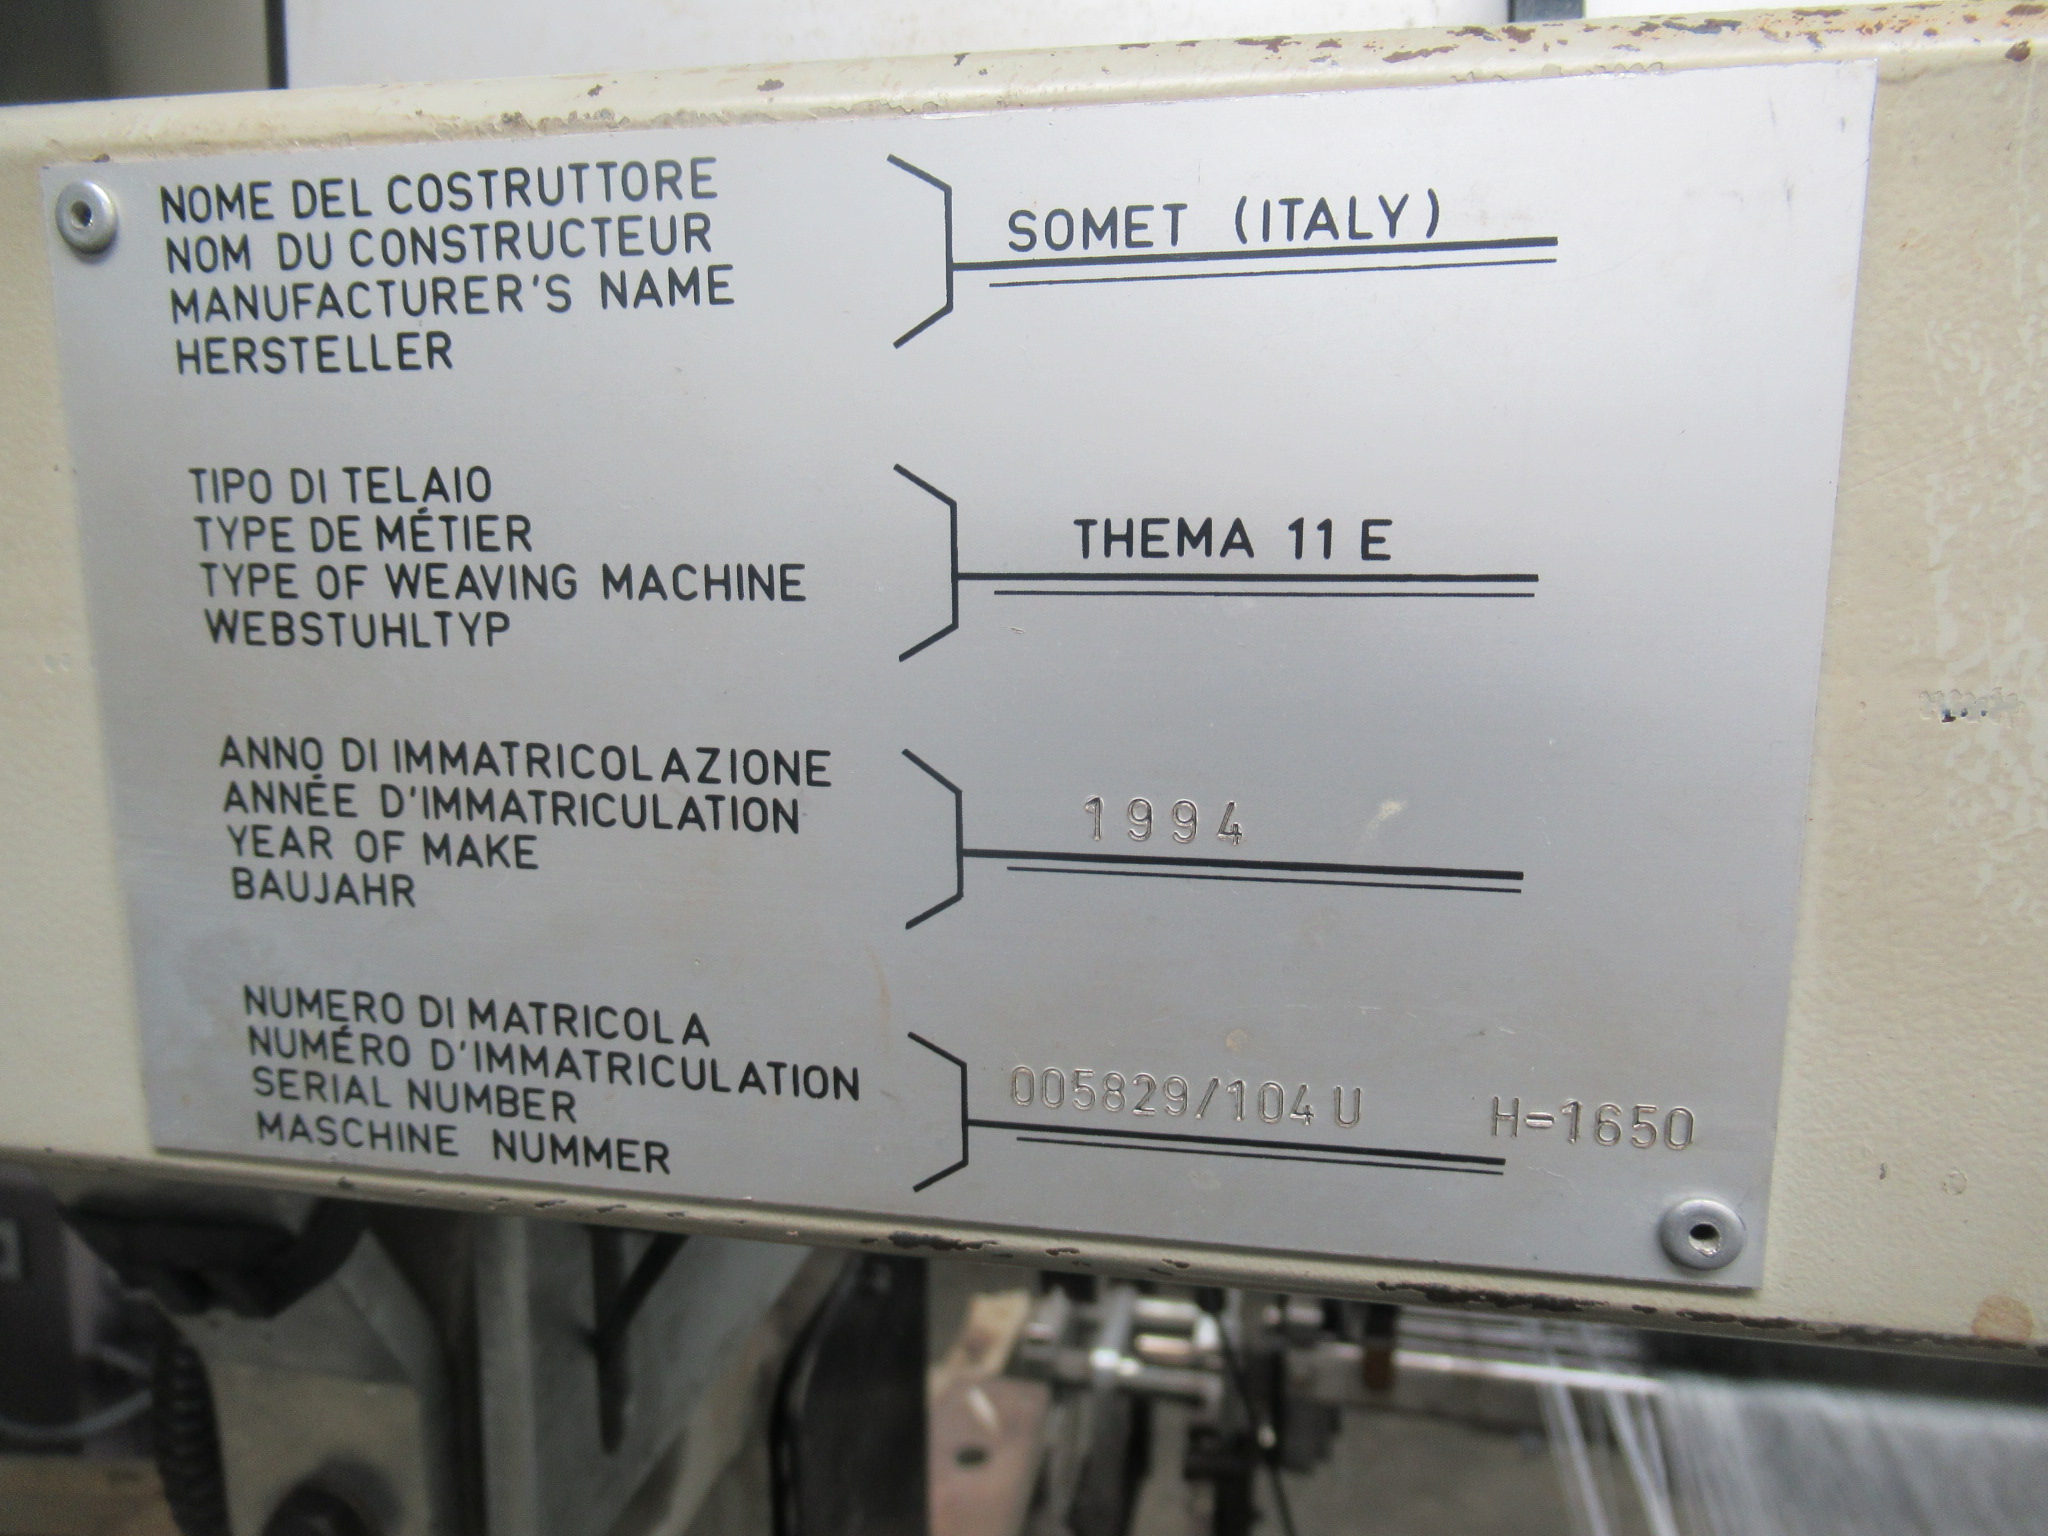 NOME DEL COSTRUTTORE
NOM DU CONSTRUCTEUR
MANUFACTURER'S NAME
HERSTELLER
SOMET (ITALY)
TIPO DI TELAIO
TYPE DE MÉTIER
TYPE OF WEAVING MACHINE
WEBSTUHLTYP
THEMA 11 E
ANNO DI IMMATRICOLAZIONE
ANNÉE D'IMMATRICULATION
YEAR OF MAKE
BAUJAHR
1994
NUMERO DI MATRICOLA
NUMÉRO D'IMMATRICULATION
SERIAL NUMBER
MASCHINE NUMMER
005829/104 U H=1650